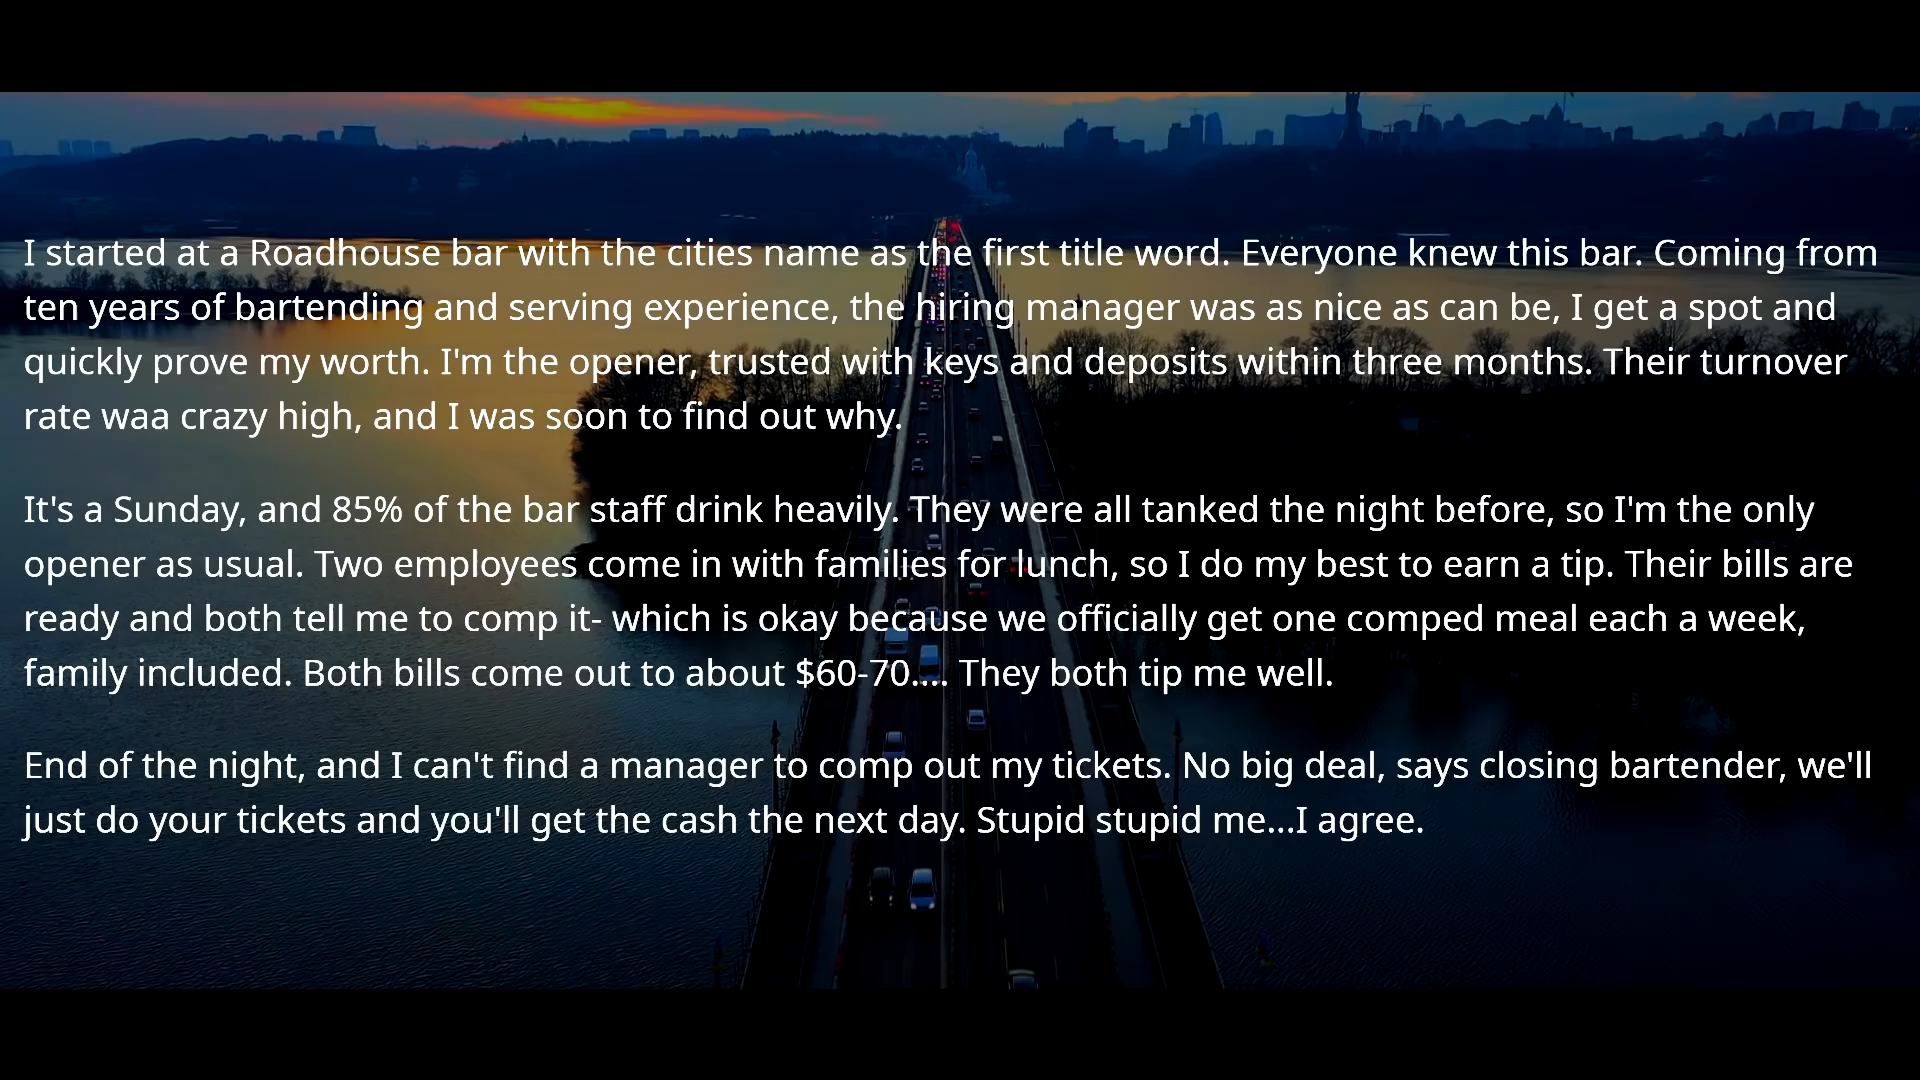 I started at a Roadhouse bar with the cities name as the first title word. Everyone knew this bar. Coming from
ten years of bartending and serving experience, the hiring manager was as nice as can be, I get a spot and
quickly prove my worth. I'm the opener, trusted with keys and deposits within three months. Their turnover
rate waa crazy high, and I was soon to find out why.
It's a Sunday, and 85% of the bar staff drink heavily. They were all tanked the night before, so I'm the only
opener as usual. Two employees come in with families for lunch, so I do my best to earn a tip. Their bills are
ready and both tell me to comp it- which is okay because we officially get one comped meal each a week,
family included. Both bills come out to about $60-70.... They both tip me well.
End of the night, and I can't find a manager to comp out my tickets. No big deal, says closing bartender, we'll
just do your tickets and you'll get the cash the next day. Stupid stupid me...I agree.